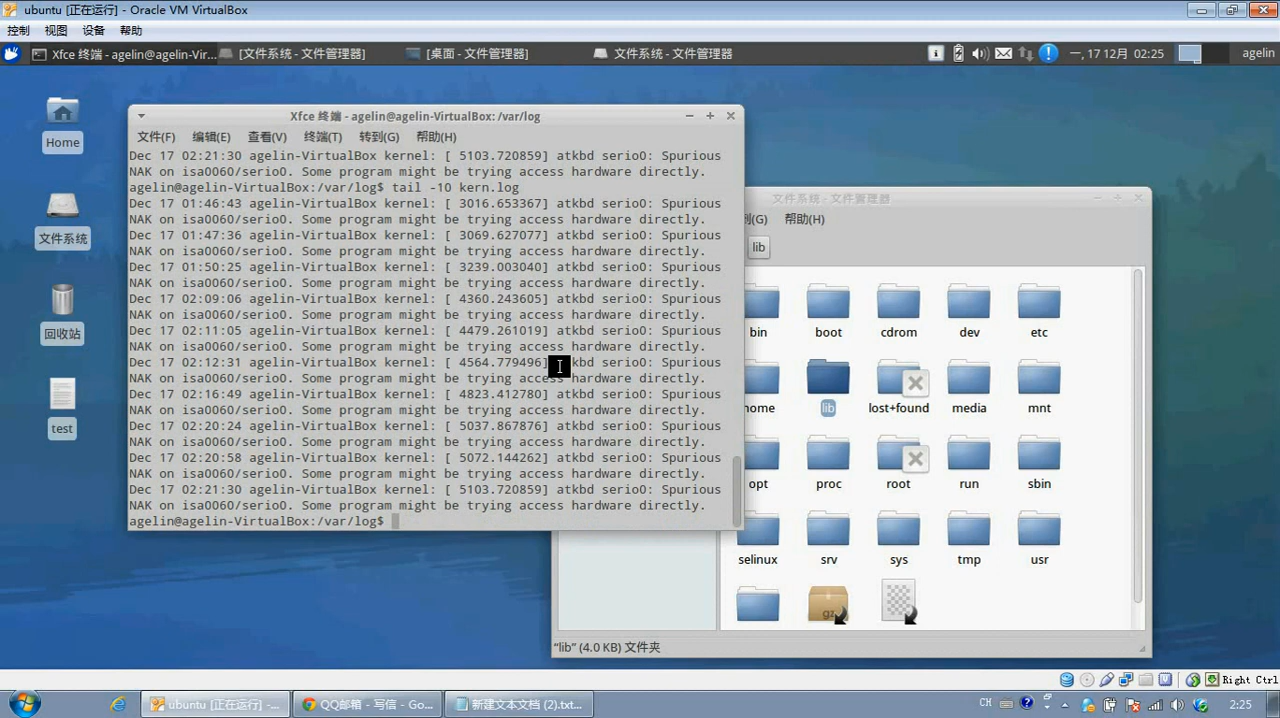 ubuntu [正在运行] - Oracle VM VirtualBox
控制 视图 设备 帮助
Xfce 终端 - agelin@agelin-Vir... [文件系统 - 文件管理器] [桌面 - 文件管理器] 文件系统 - 文件管理器 一, 17 12月 02:25 agelin
Home
文件系统
回收站
test
Xfce 终端 - agelin@agelin-VirtualBox: /var/log
文件(F) 编辑(E) 查看(V) 终端(T) 转到(G) 帮助(H)
Dec 17 02:21:30 agelin-VirtualBox kernel: [ 5103.720859] atkbd serio0: Spurious
NAK on isa0060/serio0. Some program might be trying access hardware directly.
agelin@agelin-VirtualBox:/var/log$ tail -10 kern.log
Dec 17 01:46:43 agelin-VirtualBox kernel: [ 3016.653367] atkbd serio0: Spurious
NAK on isa0060/serio0. Some program might be trying access hardware directly.
Dec 17 01:47:36 agelin-VirtualBox kernel: [ 3069.627077] atkbd serio0: Spurious
NAK on isa0060/serio0. Some program might be trying access hardware directly.
Dec 17 01:50:25 agelin-VirtualBox kernel: [ 3239.003040] atkbd serio0: Spurious
NAK on isa0060/serio0. Some program might be trying access hardware directly.
Dec 17 02:09:06 agelin-VirtualBox kernel: [ 4360.243605] atkbd serio0: Spurious
NAK on isa0060/serio0. Some program might be trying access hardware directly.
Dec 17 02:11:05 agelin-VirtualBox kernel: [ 4479.261019] atkbd serio0: Spurious
NAK on isa0060/serio0. Some program might be trying access hardware directly.
Dec 17 02:12:31 agelin-VirtualBox kernel: [ 4564.779496] atkbd serio0: Spurious
NAK on isa0060/serio0. Some program might be trying access hardware directly.
Dec 17 02:16:49 agelin-VirtualBox kernel: [ 4823.412780] atkbd serio0: Spurious
NAK on isa0060/serio0. Some program might be trying access hardware directly.
Dec 17 02:20:24 agelin-VirtualBox kernel: [ 5037.867876] atkbd serio0: Spurious
NAK on isa0060/serio0. Some program might be trying access hardware directly.
Dec 17 02:20:58 agelin-VirtualBox kernel: [ 5072.144262] atkbd serio0: Spurious
NAK on isa0060/serio0. Some program might be trying access hardware directly.
Dec 17 02:21:30 agelin-VirtualBox kernel: [ 5103.720859] atkbd serio0: Spurious
NAK on isa0060/serio0. Some program might be trying access hardware directly.
agelin@agelin-VirtualBox:/var/log$
文件系统 - 文件管理器
(G) 帮助(H)
lib
bin boot cdrom dev etc
home lib lost+found media mnt
opt proc root run sbin
selinux srv sys tmp usr
gz
“lib” (4.0 KB) 文件夹
Right Ctrl
ubuntu [正在运行] -... QQ邮箱 - 写信 - Go... 新建文本文档 (2).txt... CH 2:25